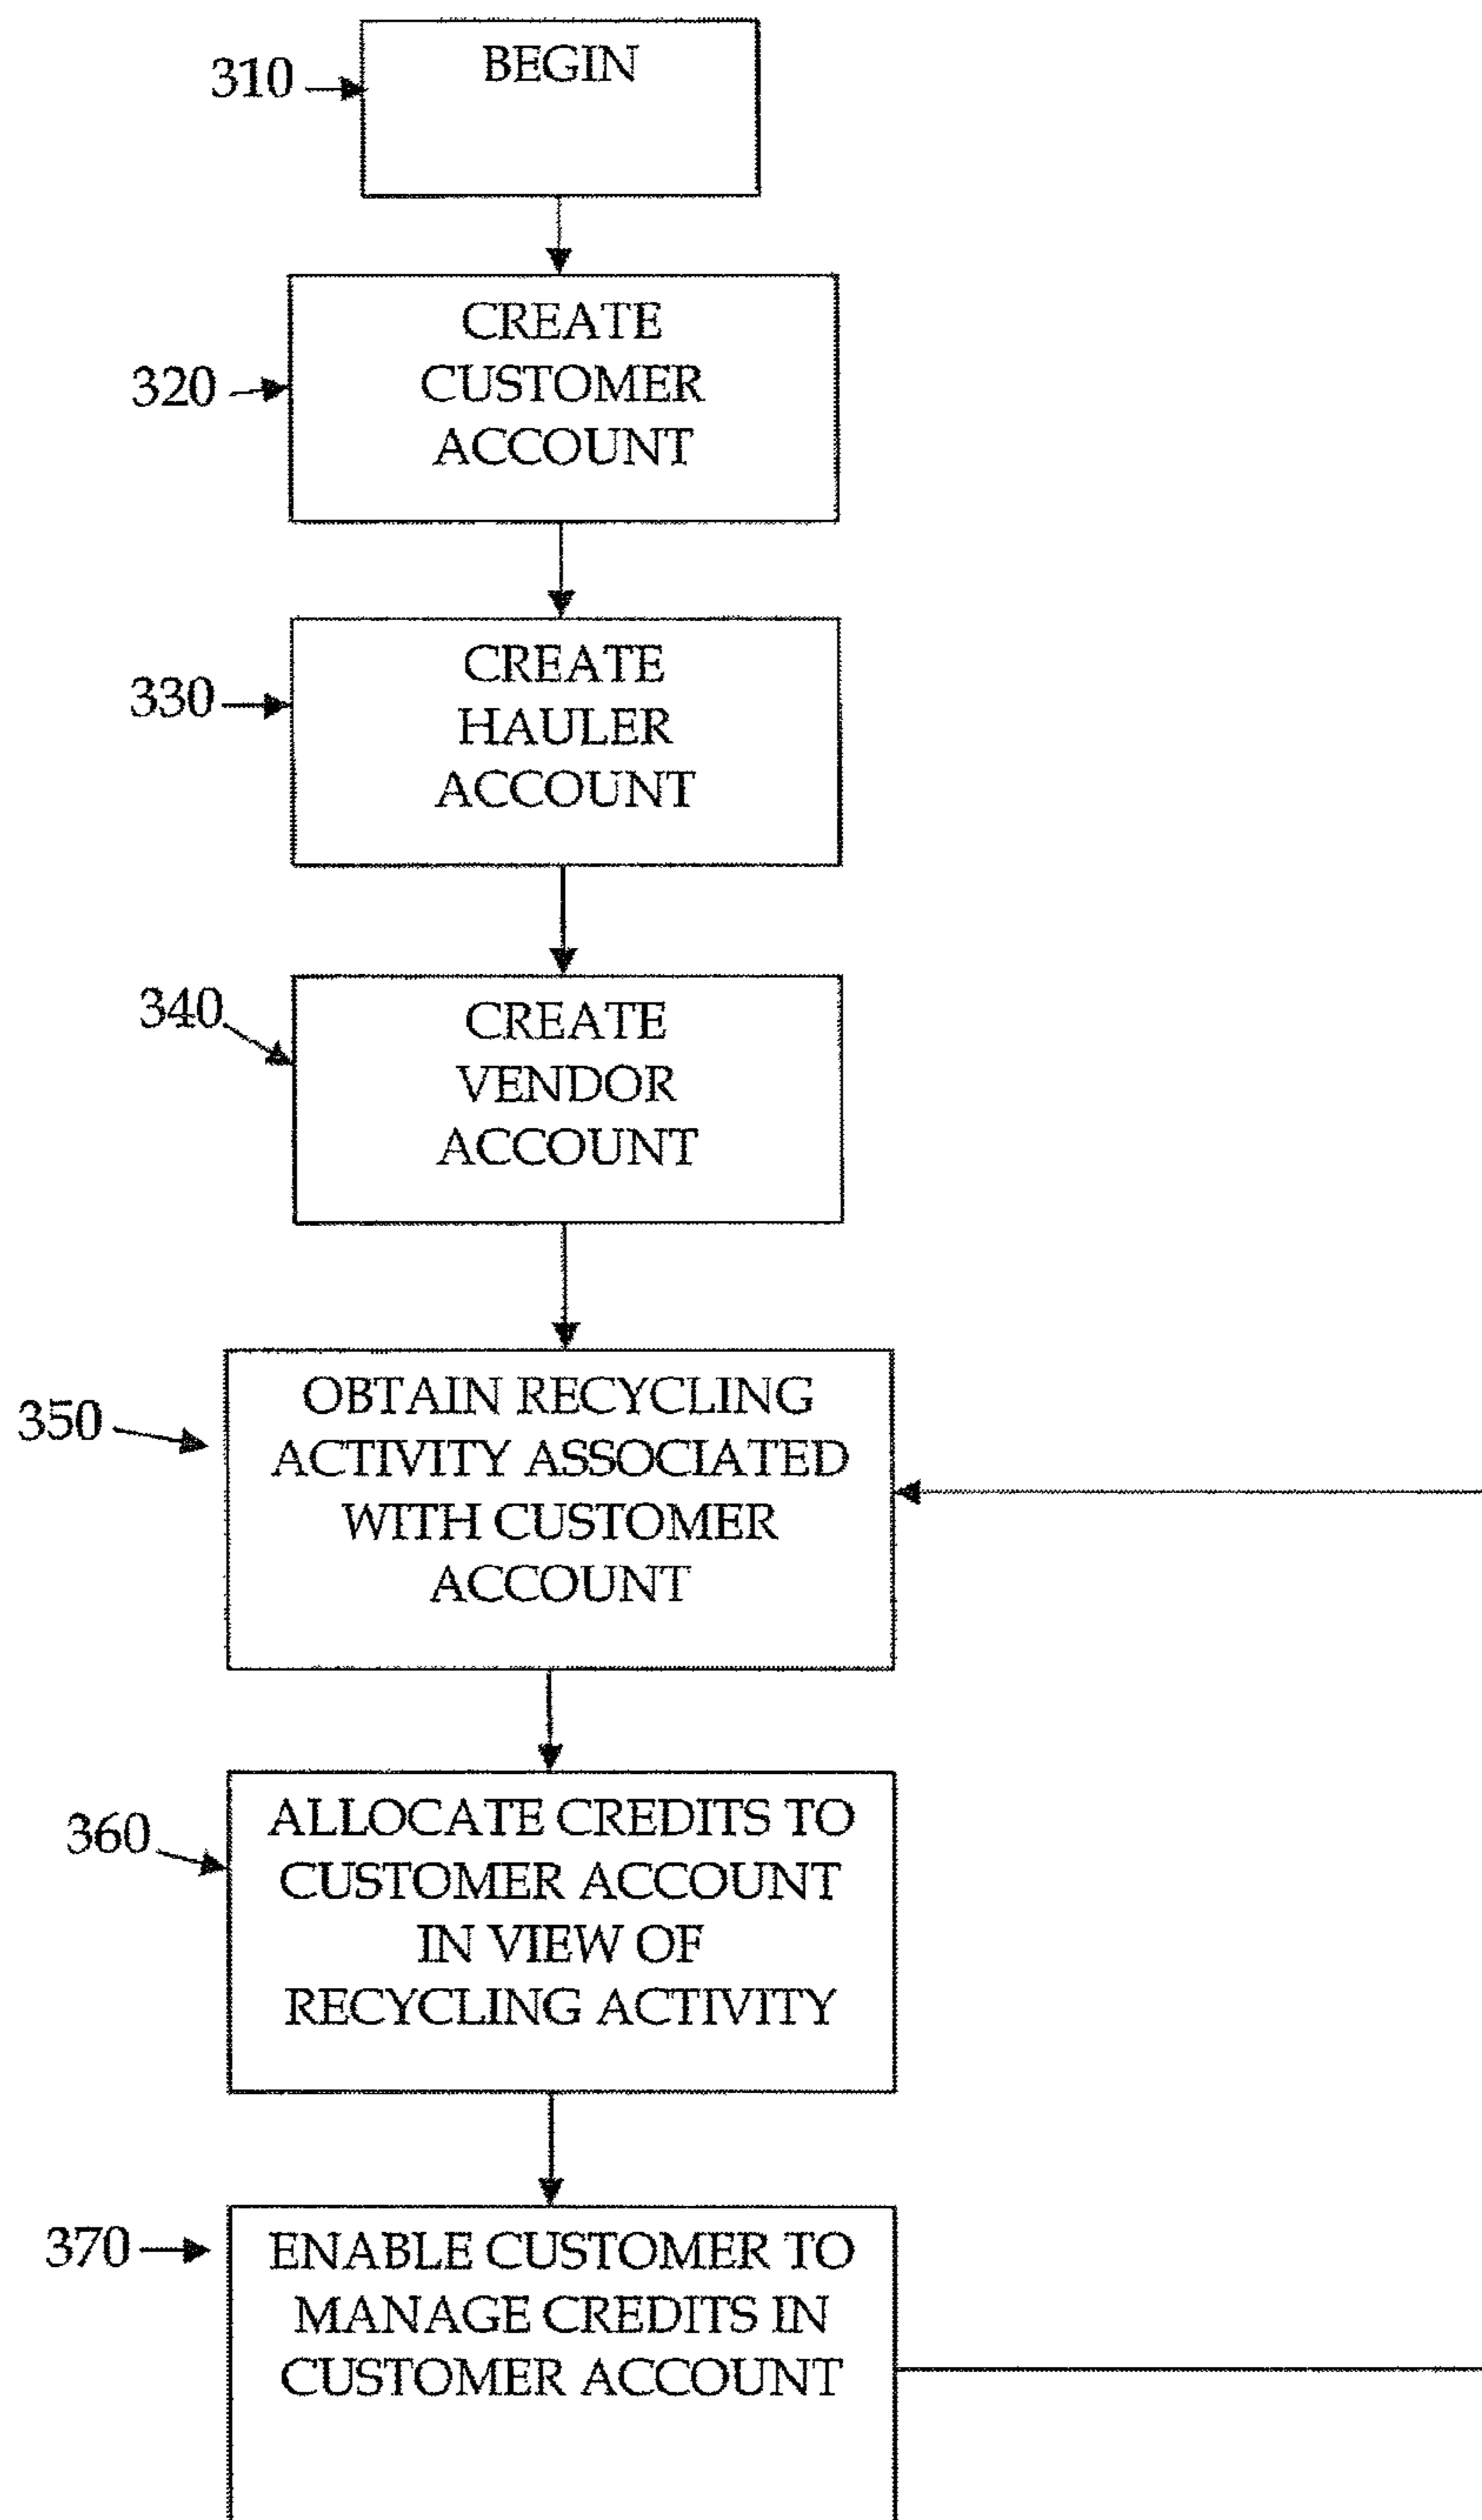 310
BEGIN
320
CREATE
CUSTOMER
ACCOUNT
330
CREATE
HAULER
ACCOUNT
340
CREATE
VENDOR
ACCOUNT
350
OBTAIN RECYCLING
ACTIVITY ASSOCIATED
WITH CUSTOMER
ACCOUNT
360
ALLOCATE CREDITS TO
CUSTOMER ACCOUNT
IN VIEW OF
RECYCLING ACTIVITY
370
ENABLE CUSTOMER TO
MANAGE CREDITS IN
CUSTOMER ACCOUNT